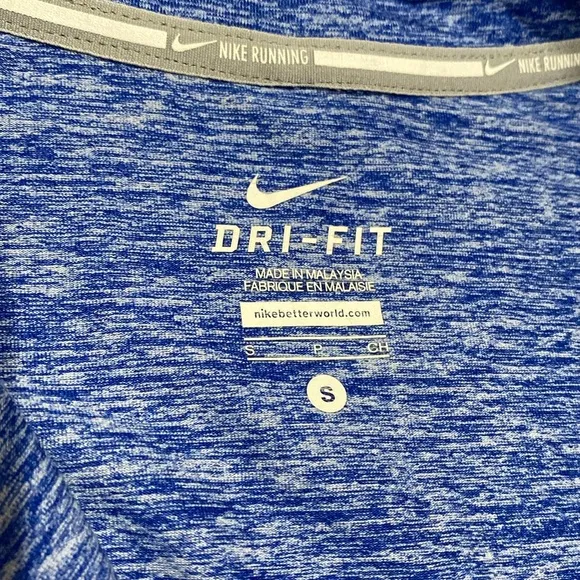 NIKE RUNNING
NIKE RUNNING
DRI-FIT
MADE IN MALAYSIA
FABRIQUE EN MALAISIE
nikebetterworld.com
S P CH
S